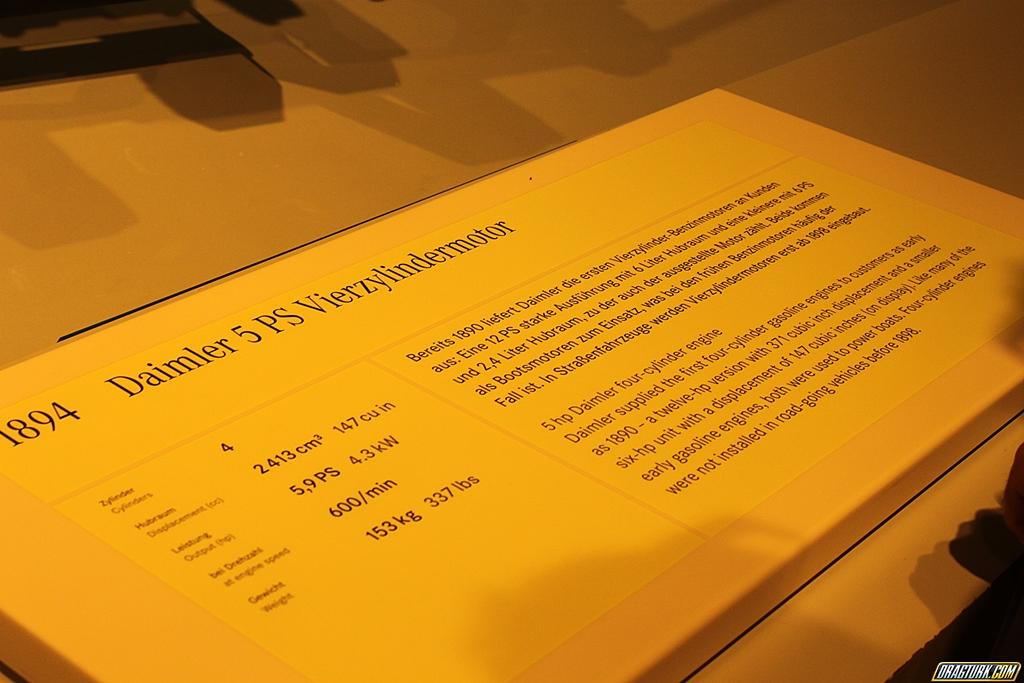 1894 Daimler 5 PS Vierzylindermotor
Zylinder 4
Cylinders
Hubraum 2413 cm³ 147 cu in
Displacement (cc)
Leistung 5,9 PS 4.3 kW
Output (hp)
bei Drehzahl 600/min
at engine speed
Gewicht 153 kg 337 lbs
Weight
Bereits 1890 liefert Daimler die ersten Vierzylinder-Benzinmotoren an Kunden
aus: Eine 12 PS starke Ausführung mit 6 Liter Hubraum und eine kleinere mit 6 PS
und 2,4 Liter Hubraum, zu der auch der ausgestellte Motor zählt. Beide kommen
als Bootsmotoren zum Einsatz, was bei den frühen Benzinmotoren häufig der
Fall ist. In Straßenfahrzeuge werden Vierzylindermotoren erst ab 1898 eingebaut.
5 hp Daimler four-cylinder engine
Daimler supplied the first four-cylinder gasoline engines to customers as early
as 1890 – a twelve-hp version with 371 cubic inch displacement and a smaller
six-hp unit with a displacement of 147 cubic inches (on display). Like many of the
early gasoline engines, both were used to power boats. Four-cylinder engines
were not installed in road-going vehicles before 1898.
DRAGTURK.COM